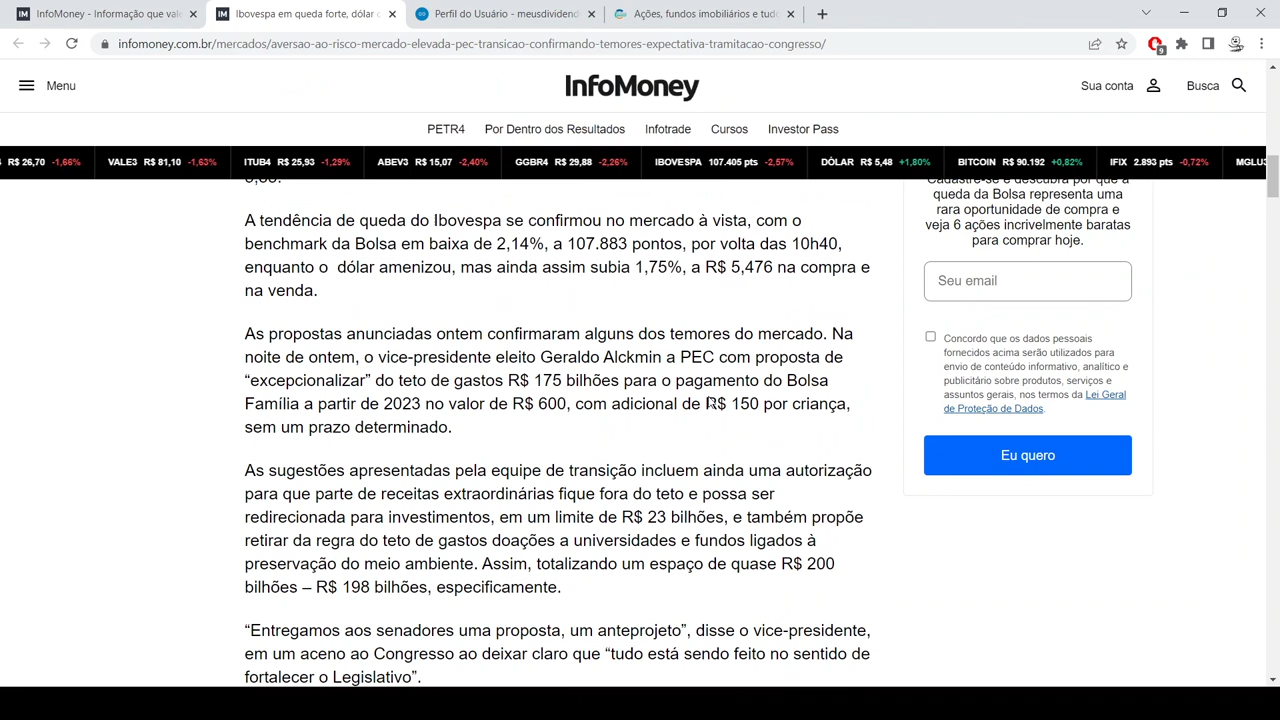 InfoMoney - Informação que vale
Ibovespa em queda forte, dólar
Perfil do Usuário - meusdividend
Ações, fundos imobiliários e tudo
infomoney.com.br/mercados/aversao-ao-risco-mercado-elevada-pec-transicao-confirmando-temores-expectativa-tramitacao-congresso/
9
Menu
InfoMoney
Sua conta
Busca
PETR4
Por Dentro dos Resultados
Infotrade
Cursos
Investor Pass
R$ 26,70 -1,66%
VALE3 R$ 81,10 -1,63%
ITUB4 R$ 25,93 -1,29%
ABEV3 R$ 15,07 -2,40%
GGBR4 R$ 29,88 -2,26%
IBOVESPA 107.405 pts -2,57%
DÓLAR R$ 5,48 +1,80%
BITCOIN R$ 90.192 +0,82%
IFIX 2.893 pts -0,72%
MGLU3
A tendência de queda do Ibovespa se confirmou no mercado à vista, com o
benchmark da Bolsa em baixa de 2,14%, a 107.883 pontos, por volta das 10h40,
enquanto o dólar amenizou, mas ainda assim subia 1,75%, a R$ 5,476 na compra e
na venda.
As propostas anunciadas ontem confirmaram alguns dos temores do mercado. Na
noite de ontem, o vice-presidente eleito Geraldo Alckmin a PEC com proposta de
“excepcionalizar” do teto de gastos R$ 175 bilhões para o pagamento do Bolsa
Família a partir de 2023 no valor de R$ 600, com adicional de R$ 150 por criança,
sem um prazo determinado.
As sugestões apresentadas pela equipe de transição incluem ainda uma autorização
para que parte de receitas extraordinárias fique fora do teto e possa ser
redirecionada para investimentos, em um limite de R$ 23 bilhões, e também propõe
retirar da regra do teto de gastos doações a universidades e fundos ligados à
preservação do meio ambiente. Assim, totalizando um espaço de quase R$ 200
bilhões – R$ 198 bilhões, especificamente.
“Entregamos aos senadores uma proposta, um anteprojeto”, disse o vice-presidente,
em um aceno ao Congresso ao deixar claro que “tudo está sendo feito no sentido de
fortalecer o Legislativo”.
Cadastre-se e descubra por que a
queda da Bolsa representa uma
rara oportunidade de compra e
veja 6 ações incrivelmente baratas
para comprar hoje.
Seu email
Concordo que os dados pessoais
fornecidos acima serão utilizados para
envio de conteúdo informativo, analítico e
publicitário sobre produtos, serviços e
assuntos gerais, nos termos da Lei Geral
de Proteção de Dados.
Eu quero